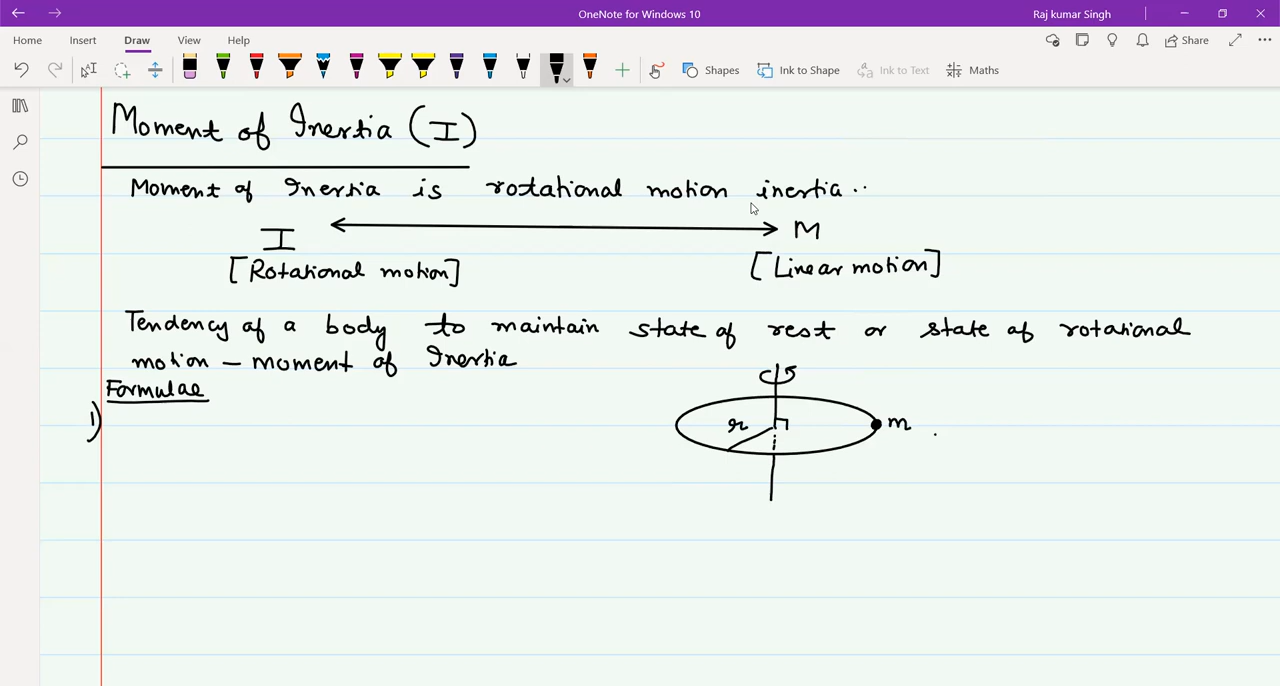 OneNote for Windows 10
Raj kumar Singh
Home Insert Draw View Help
Share
Shapes Ink to Shape Ink to Text Maths
Moment of Inertia (I)
Moment of Inertia is rotational motion inertia..
I M
[Rotational motion] [Linear motion]
Tendency of a body to maintain state of rest or state of rotational
motion – moment of Inertia
Formulae
1)
r m